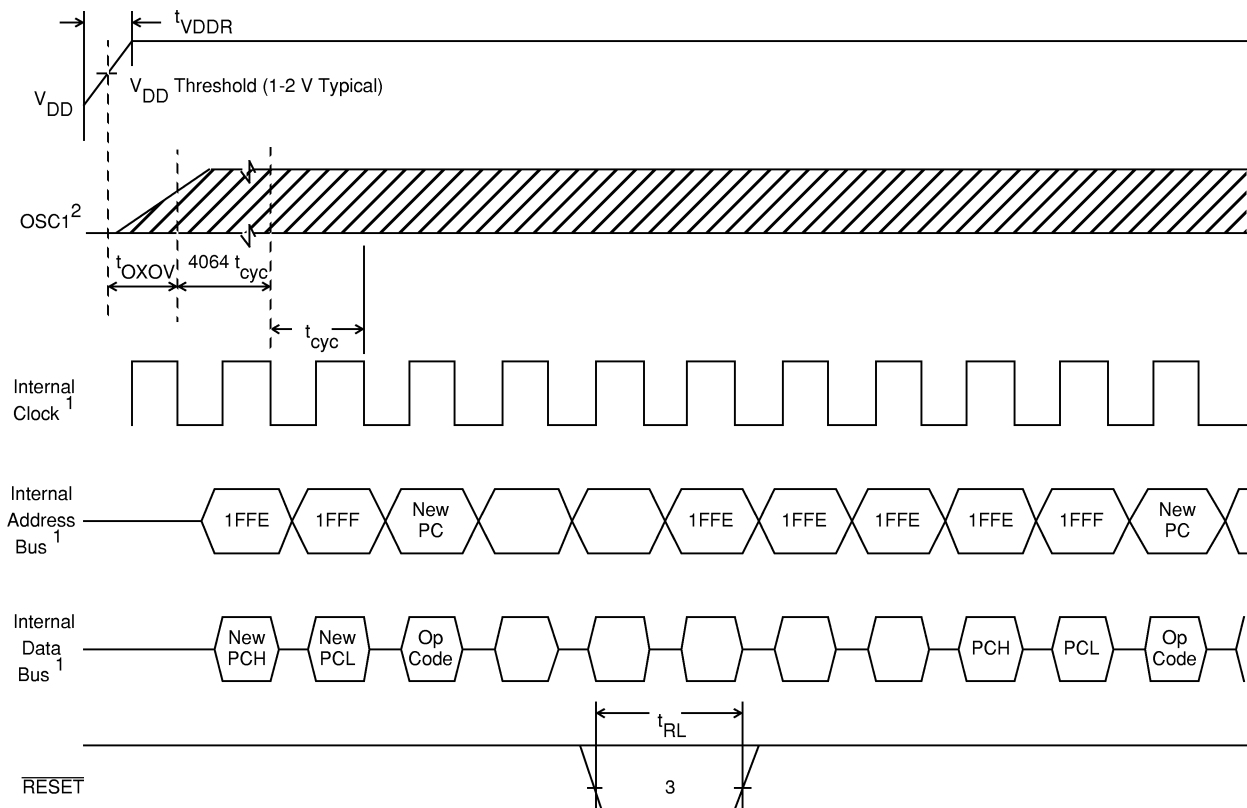 tVDDR
VDD Threshold (1-2 V Typical)
VDD
OSC1²
tOXOV
4064 tcyc
tcyc
Internal
Clock 1
Internal
Address
Bus 1
1FFE
1FFF
New
PC
1FFE
1FFE
1FFE
1FFE
1FFF
New
PC
Internal
Data
Bus 1
New
PCH
New
PCL
Op
Code
PCH
PCL
Op
Code
tRL
RESET
3